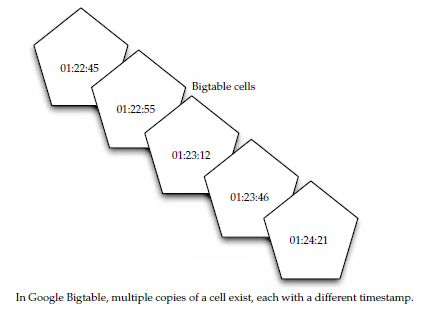 01:22:45
Bigtable cells
01:22:55
01:23:12
01:23:46
01:24:21
In Google Bigtable, multiple copies of a cell exist, each with a different timestamp.